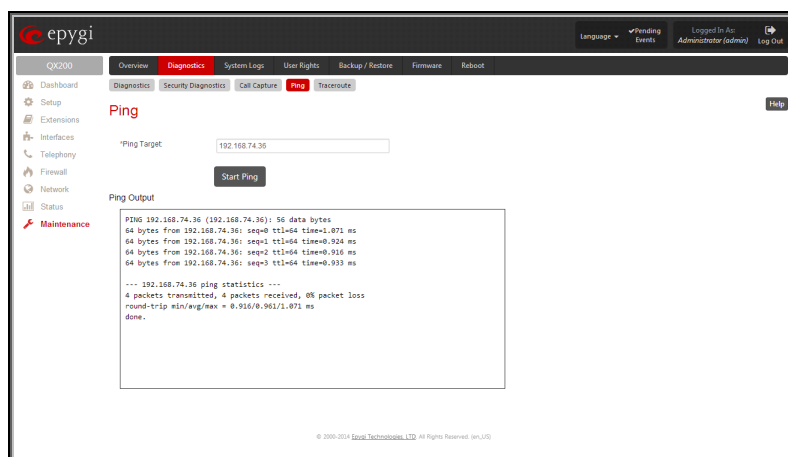 epygi
Language
Pending Events
Logged In As:
Administrator (admin)
Log Out
QX200
Overview Diagnostics System Logs User Rights Backup / Restore Firmware Reboot
Dashboard
Setup
Extensions
Interfaces
Telephony
Firewall
Network
Status
Maintenance
Diagnostics Security Diagnostics Call Capture Ping Traceroute
Help
Ping
*Ping Target: 192.168.74.36
Start Ping
Ping Output
PING 192.168.74.36 (192.168.74.36): 56 data bytes
64 bytes from 192.168.74.36: seq=0 ttl=64 time=1.071 ms
64 bytes from 192.168.74.36: seq=1 ttl=64 time=0.924 ms
64 bytes from 192.168.74.36: seq=2 ttl=64 time=0.916 ms
64 bytes from 192.168.74.36: seq=3 ttl=64 time=0.933 ms
--- 192.168.74.36 ping statistics ---
4 packets transmitted, 4 packets received, 0% packet loss
round-trip min/avg/max = 0.916/0.961/1.071 ms
done.
© 2000-2024 Epygi Technologies, LTD. All Rights Reserved. (en_US)